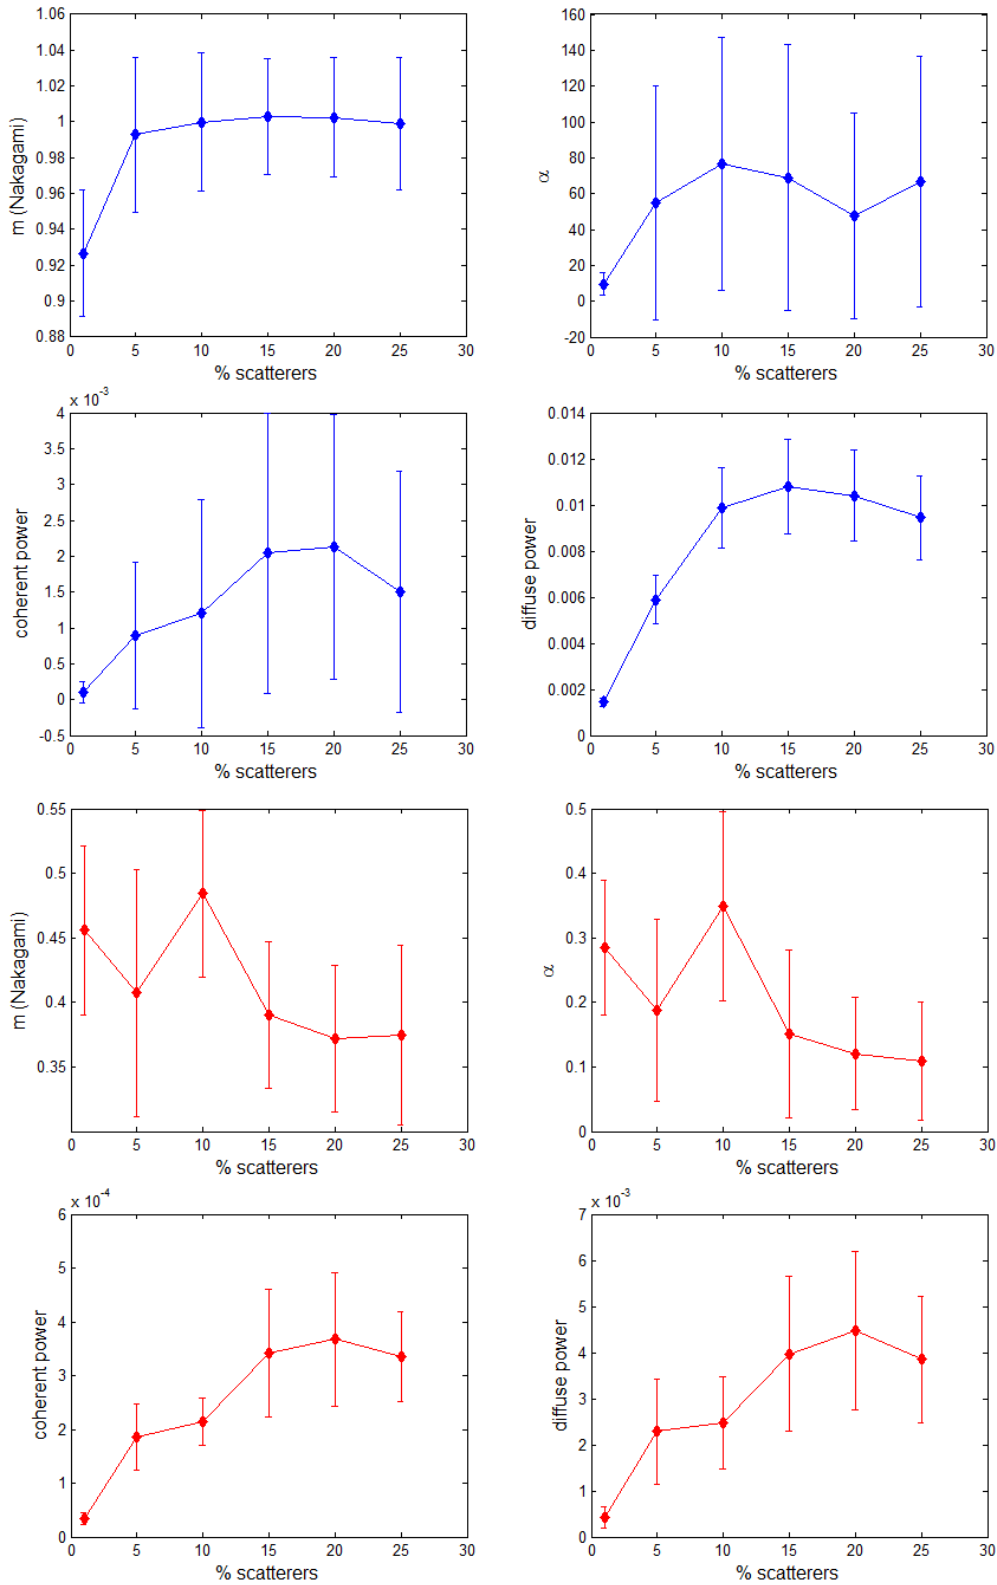 1.06
1.04
1.02
1
0.98
0.96
0.94
0.92
0.9
0.88
m (Nakagami)
0 5 10 15 20 25 30
% scatterers
160
140
120
100
80
60
40
20
0
-20
α
0 5 10 15 20 25 30
% scatterers
x 10-3
4
3.5
3
2.5
2
1.5
1
0.5
0
-0.5
coherent power
0 5 10 15 20 25 30
% scatterers
0.014
0.012
0.01
0.008
0.006
0.004
0.002
0
diffuse power
0 5 10 15 20 25 30
% scatterers
0.55
0.5
0.45
0.4
0.35
m (Nakagami)
0 5 10 15 20 25 30
% scatterers
0.5
0.4
0.3
0.2
0.1
0
α
0 5 10 15 20 25 30
% scatterers
x 10-4
6
5
4
3
2
1
0
coherent power
0 5 10 15 20 25 30
% scatterers
x 10-3
7
6
5
4
3
2
1
0
diffuse power
0 5 10 15 20 25 30
% scatterers